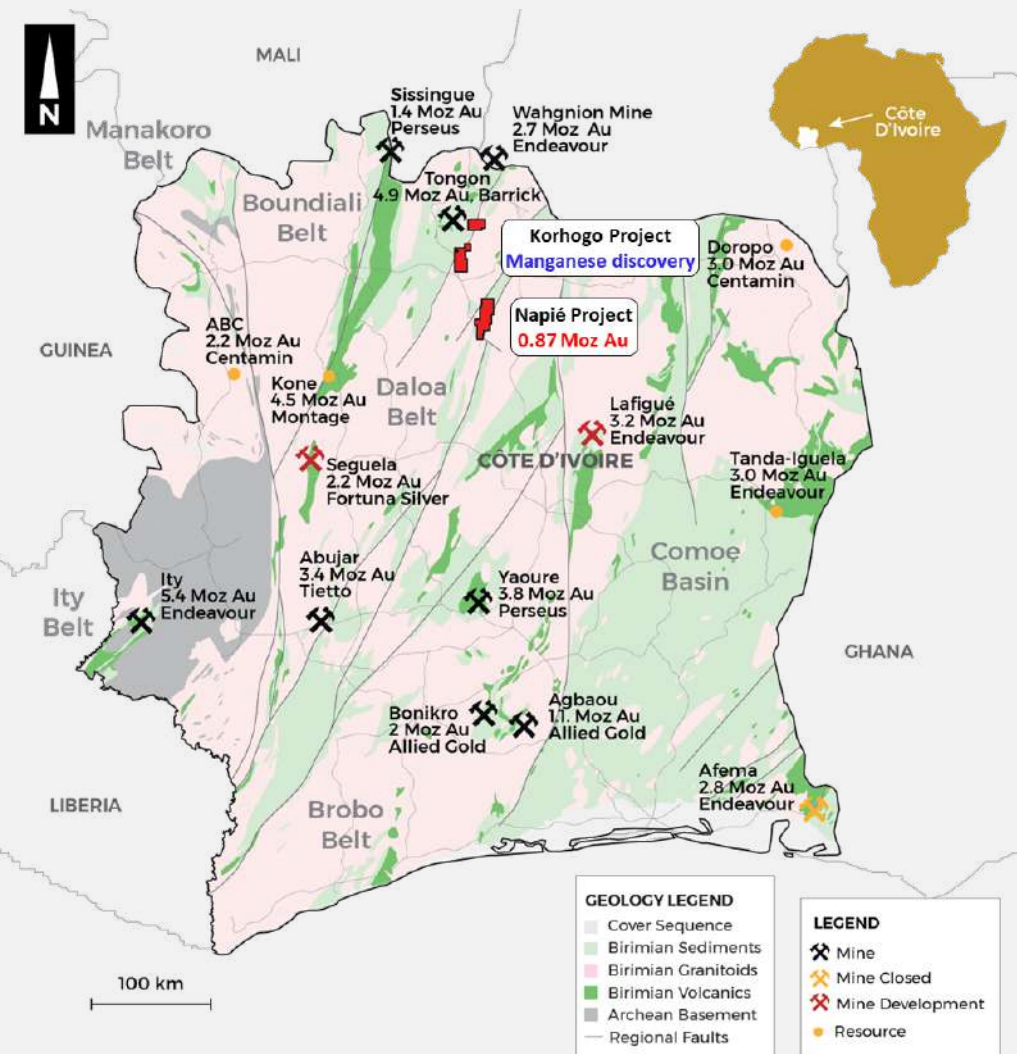 MALI
N
Manakoro
Belt
Sissingue
1.4 Moz Au
Perseus
Wahgnion Mine
2.7 Moz Au
Endeavour
Côte
D'Ivoire
Tongon
4.9 Moz Au, Barrick
Boundiali
Belt
Korhogo Project
Manganese discovery
Doropo
3.0 Moz Au
Centamin
Napié Project
0.87 Moz Au
GUINEA
ABC
2.2 Moz Au
Centamin
Kone
4.5 Moz Au
Montage
Daloa
Belt
Lafigué
3.2 Moz Au
Endeavour
CÔTE D'IVOIRE
Seguela
2.2 Moz Au
Fortuna Silver
Tanda-Iguela
3.0 Moz Au
Endeavour
Comoe
Basin
Abujar
3.4 Moz Au
Tietto
Yaoure
3.8 Moz Au
Perseus
Ity
Belt
Ity
5.4 Moz Au
Endeavour
GHANA
Bonikro
2 Moz Au
Allied Gold
Agbaou
1.1. Moz Au
Allied Gold
Afema
2.8 Moz Au
Endeavour
LIBERIA
Brobo
Belt
100 km
GEOLOGY LEGEND
Cover Sequence
Birimian Sediments
Birimian Granitoids
Birimian Volcanics
Archean Basement
Regional Faults
LEGEND
Mine
Mine Closed
Mine Development
Resource